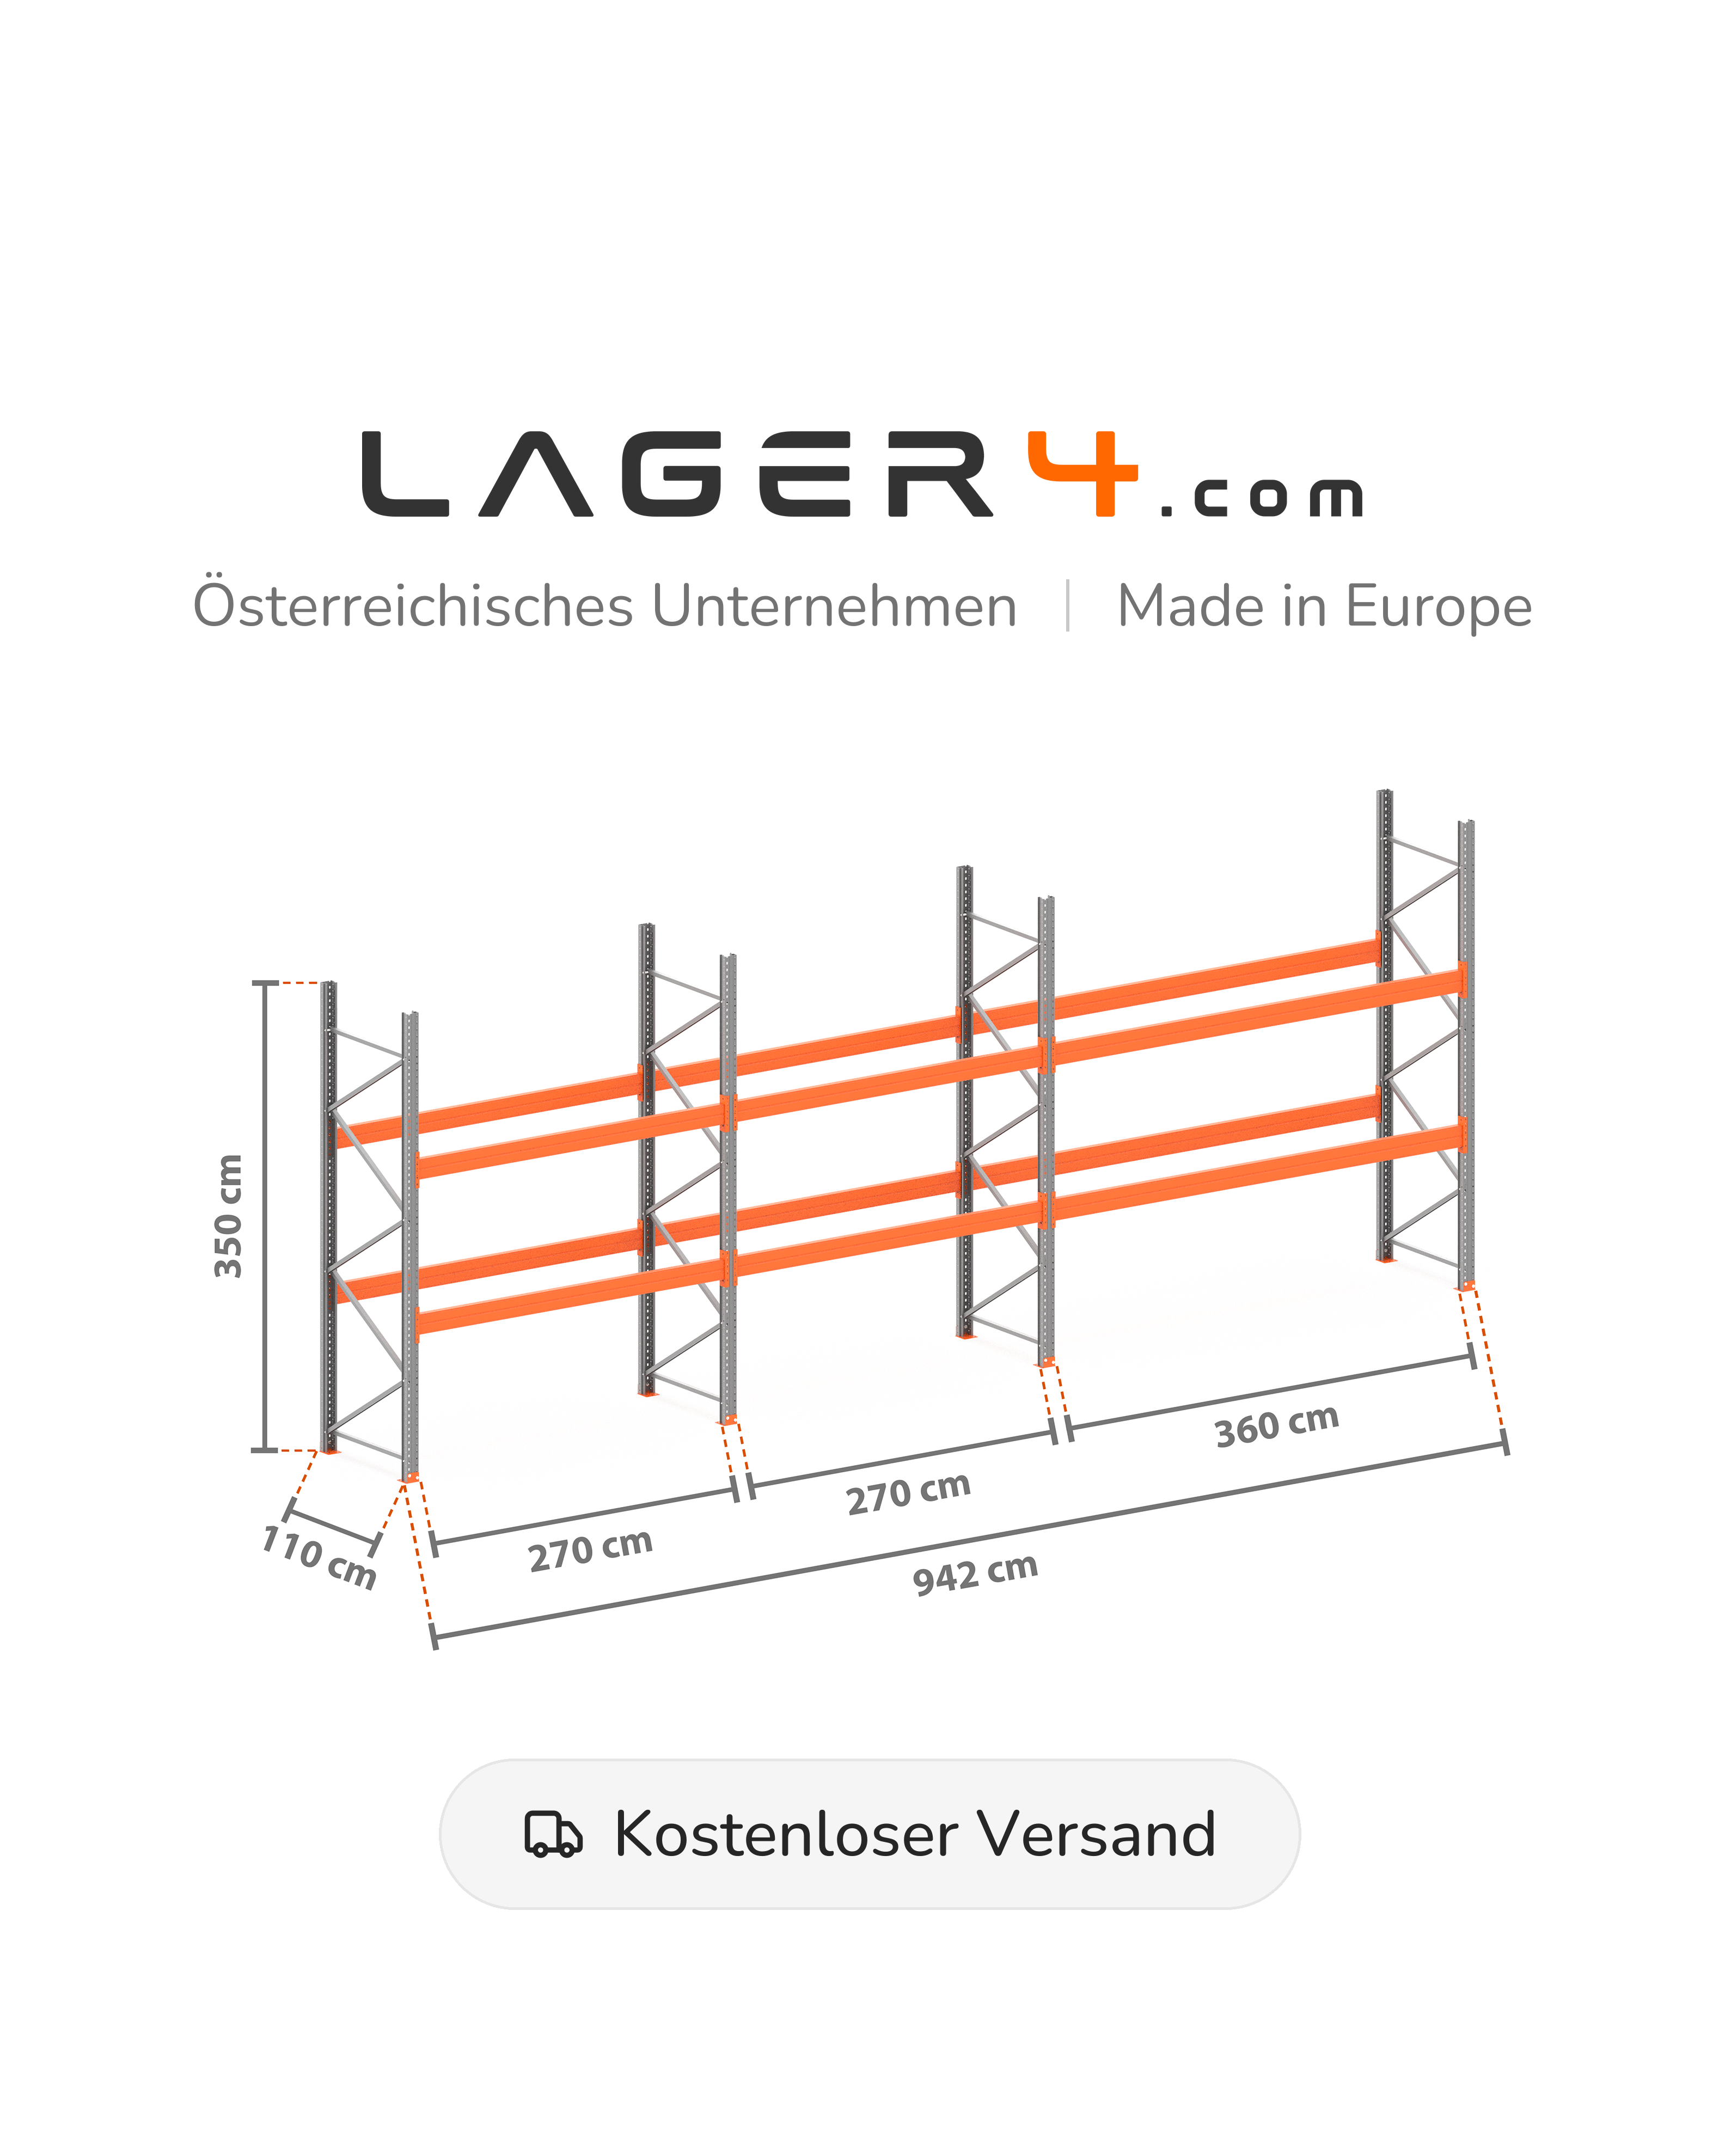 LAGER4.com
Österreichisches Unternehmen | Made in Europe
350 cm
110 cm
270 cm
270 cm
360 cm
942 cm
Kostenloser Versand